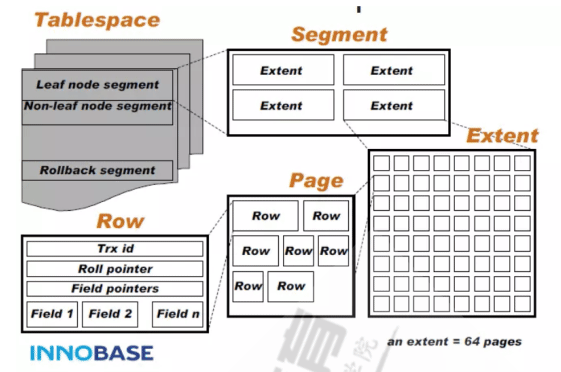 Tablespace
Segment
Leaf node segment
Non-leaf node segment
Rollback segment
Extent Extent
Extent Extent
Extent
Page
Row Row
Row Row Row
Row Row
Row
Trx id
Roll pointer
Field pointers
Field 1 Field 2 Field n
an extent = 64 pages
INNOBASE